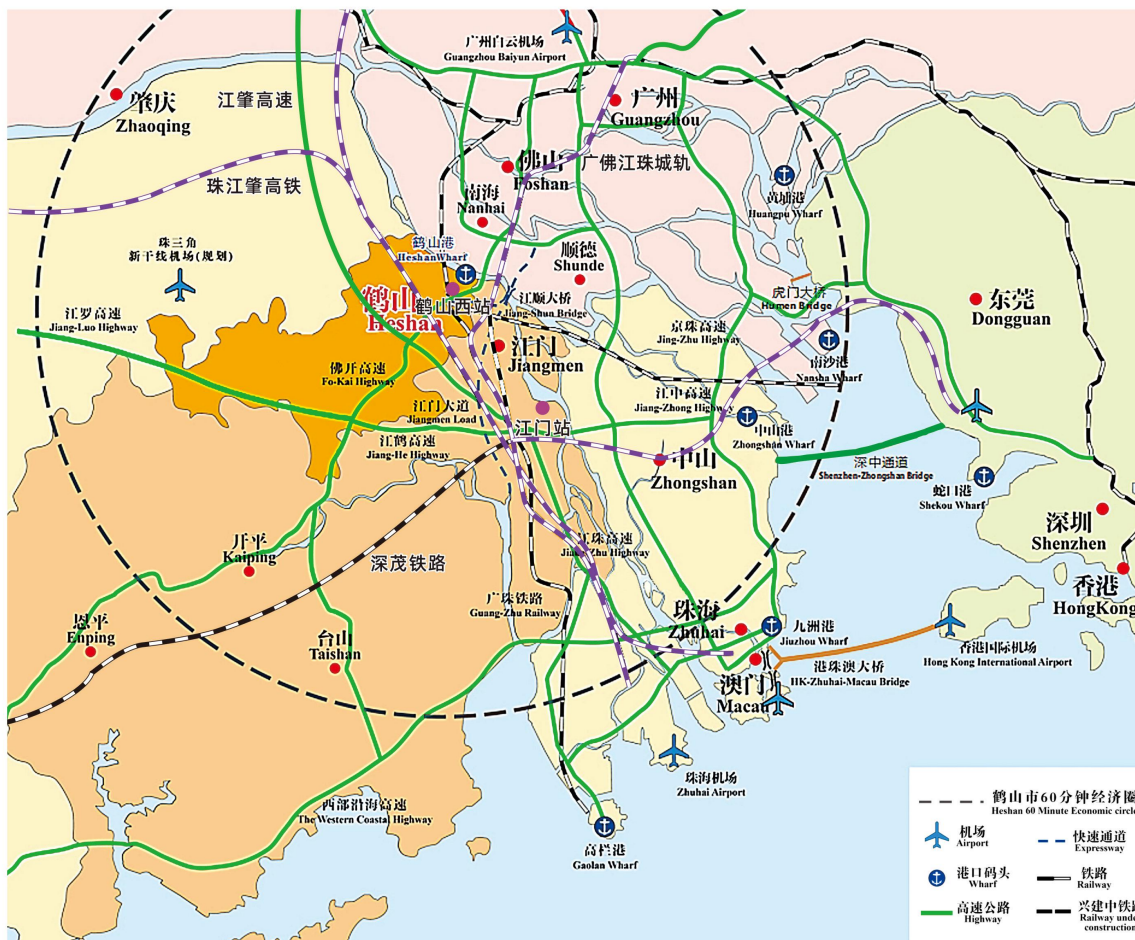 广州白云机场
Guangzhou Baiyun Airport
肇庆
Zhaoqing
江肇高速
广州
Guangzhou
佛山
Foshan
广佛江珠城轨
珠江肇高铁
南海
Nanhai
黄埔港
Huangpu Wharf
珠三角
新干线机场(规划)
鹤山港
HeshanWharf
顺德
Shunde
鹤山
Heshan
鹤山西站
江顺大桥
Jiang-Shun Bridge
虎门大桥
Humen Bridge
东莞
Dongguan
江罗高速
Jiang-Luo Highway
京珠高速
Jing-Zhu Highway
江门
Jiangmen
南沙港
Nansha Wharf
佛开高速
Fo-Kai Highway
江门大道
Jiangmen Load
江中高速
Jiang-Zhong Highway
江门站
中山港
Zhongshan Wharf
江鹤高速
Jiang-He Highway
中山
Zhongshan
深中通道
Shenzhen-Zhongshan Bridge
蛇口港
Shekou Wharf
深圳
Shenzhen
开平
Kaiping
深茂铁路
江珠高速
Jiang-Zhu Highway
香港
HongKong
广珠铁路
Guang-Zhu Railway
恩平
Enping
台山
Taishan
珠海
Zhuhai
九洲港
Jiuzhou Wharf
香港国际机场
Hong Kong International Airport
港珠澳大桥
HK-Zhuhai-Macau Bridge
澳门
Macau
珠海机场
Zhuhai Airport
西部沿海高速
The Western Coastal Highway
高栏港
Gaolan Wharf
鹤山市60分钟经济圈
Heshan 60 Minute Economic circle
机场
Airport
快速通道
Expressway
港口码头
Wharf
铁路
Railway
高速公路
Highway
兴建中铁路
Railway under
construction